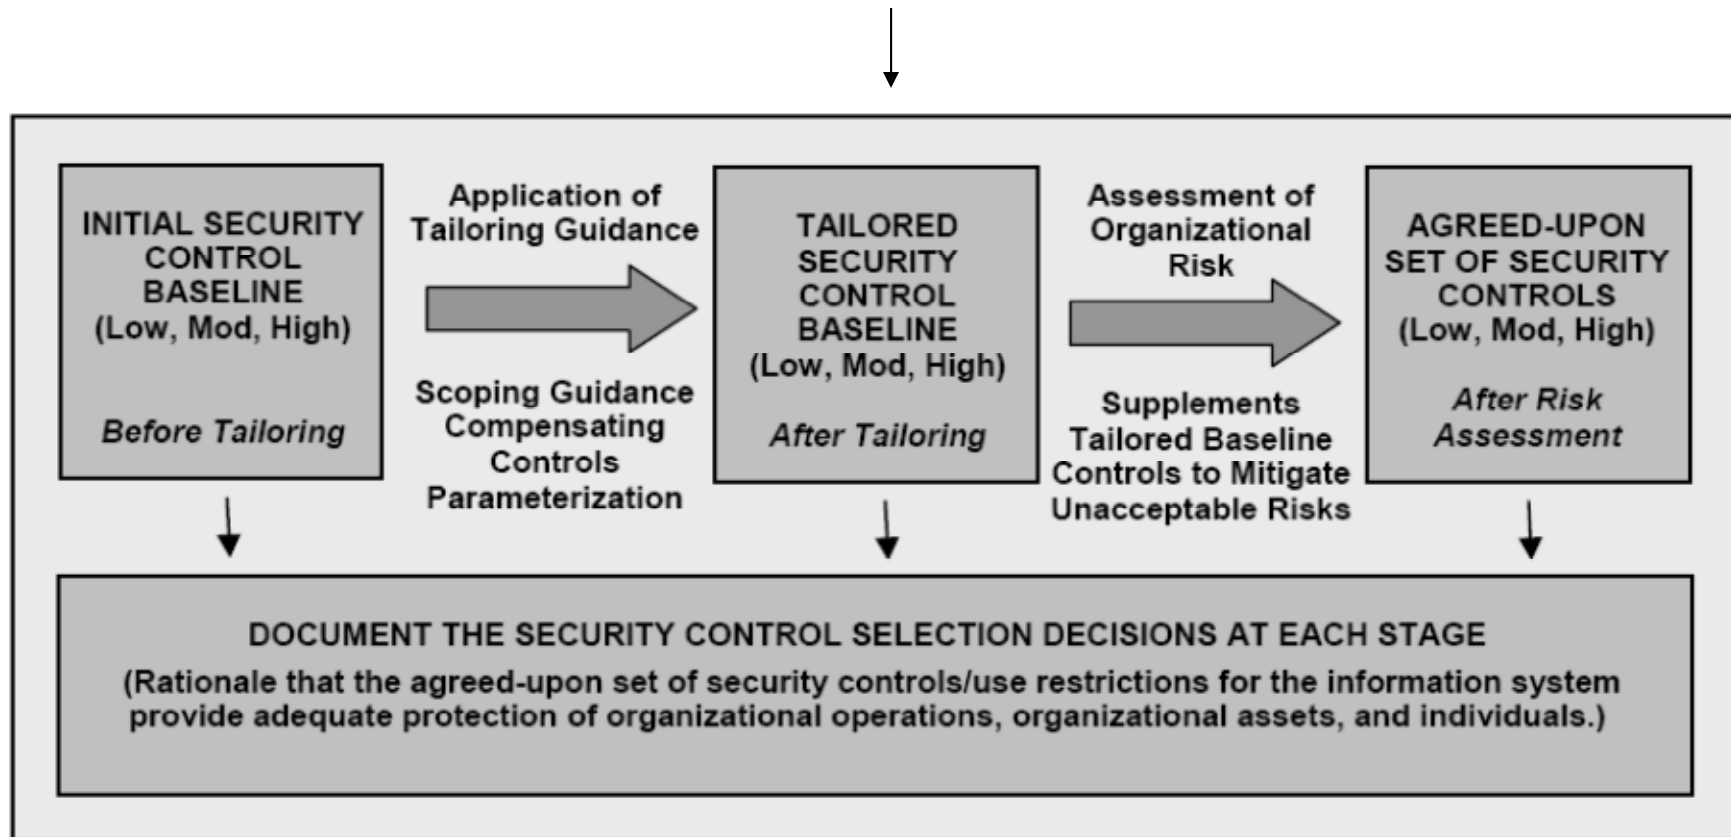 INITIAL SECURITY
CONTROL
BASELINE
(Low, Mod, High)
Before Tailoring
Application of
Tailoring Guidance
Scoping Guidance
Compensating
Controls
Parameterization
TAILORED
SECURITY
CONTROL
BASELINE
(Low, Mod, High)
After Tailoring
Assessment of
Organizational
Risk
Supplements
Tailored Baseline
Controls to Mitigate
Unacceptable Risks
AGREED-UPON
SET OF SECURITY
CONTROLS
(Low, Mod, High)
After Risk
Assessment
DOCUMENT THE SECURITY CONTROL SELECTION DECISIONS AT EACH STAGE
(Rationale that the agreed-upon set of security controls/use restrictions for the information system
provide adequate protection of organizational operations, organizational assets, and individuals.)